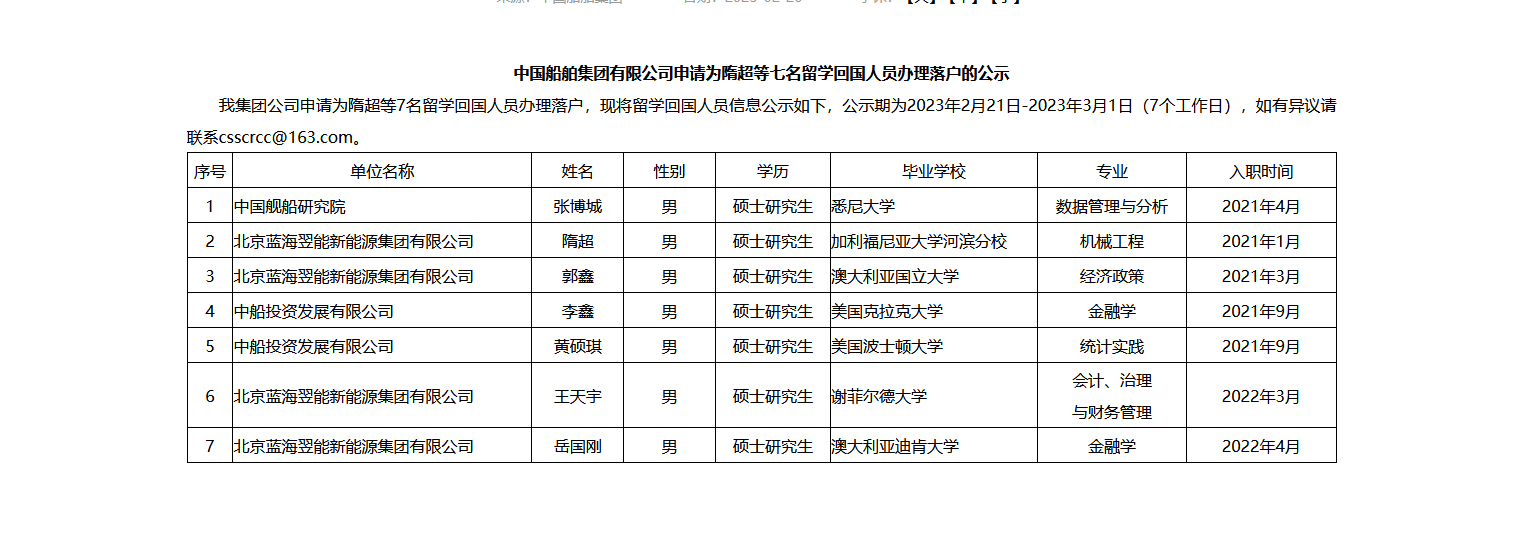 中国船舶集团有限公司申请为隋超等七名留学回国人员办理落户的公示
我集团公司申请为隋超等7名留学回国人员办理落户，现将留学回国人员信息公示如下，公示期为2023年2月21日-2023年3月1日（7个工作日），如有异议请
联系csscrcc@163.com。
序号 单位名称 姓名 性别 学历 毕业学校 专业 入职时间
1 中国舰船研究院 张博城 男 硕士研究生 悉尼大学 数据管理与分析 2021年4月
2 北京蓝海翌能新能源集团有限公司 隋超 男 硕士研究生 加利福尼亚大学河滨分校 机械工程 2021年1月
3 北京蓝海翌能新能源集团有限公司 郭鑫 男 硕士研究生 澳大利亚国立大学 经济政策 2021年3月
4 中船投资发展有限公司 李鑫 男 硕士研究生 美国克拉克大学 金融学 2021年9月
5 中船投资发展有限公司 黄硕琪 男 硕士研究生 美国波士顿大学 统计实践 2021年9月
6 北京蓝海翌能新能源集团有限公司 王天宇 男 硕士研究生 谢菲尔德大学 会计、治理
与财务管理 2022年3月
7 北京蓝海翌能新能源集团有限公司 岳国刚 男 硕士研究生 澳大利亚迪肯大学 金融学 2022年4月